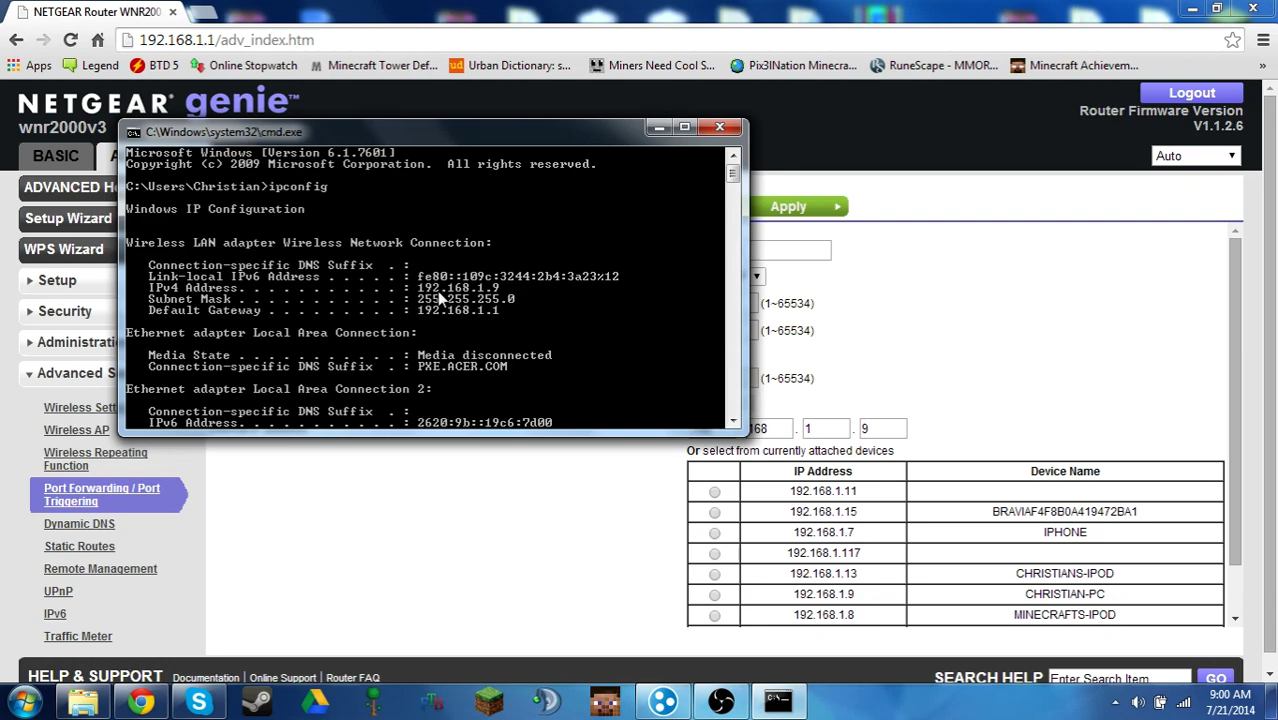 NETGEAR Router WNR200
192.168.1.1/adv_index.htm
Apps
Legend
BTD 5
Online Stopwatch
Minecraft Tower Def...
Urban Dictionary: s...
Miners Need Cool S...
Pix3lNation Minecra...
RuneScape - MMOR...
Minecraft Achievem...
»
NETGEAR genie™
wnr2000v3
Logout
Router Firmware Version
V1.1.2.6
BASIC
A
Auto
C:\Windows\system32\cmd.exe
Microsoft Windows [Version 6.1.7601]
Copyright (c) 2009 Microsoft Corporation. All rights reserved.
C:\Users\Christian>ipconfig
Windows IP Configuration
Wireless LAN adapter Wireless Network Connection:
Connection-specific DNS Suffix . :
Link-local IPv6 Address . . . . . : fe80::109c:3244:2b4:3a23%12
IPv4 Address. . . . . . . . . . . : 192.168.1.9
Subnet Mask . . . . . . . . . . . : 255.255.255.0
Default Gateway . . . . . . . . . : 192.168.1.1
Ethernet adapter Local Area Connection:
Media State . . . . . . . . . . . : Media disconnected
Connection-specific DNS Suffix . : PXE.ACER.COM
Ethernet adapter Local Area Connection 2:
Connection-specific DNS Suffix . :
IPv6 Address. . . . . . . . . . . : 2620:9b::19c6:7d00
ADVANCED H
Setup Wizard
WPS Wizard
Setup
Security
Administrati
Advanced S
Wireless Sett
Wireless AP
Wireless Repeating
Function
Port Forwarding / Port
Triggering
Dynamic DNS
Static Routes
Remote Management
UPnP
IPv6
Traffic Meter
Apply
(1~65534)
(1~65534)
(1~65534)
168 . 1 . 9
Or select from currently attached devices
IP Address Device Name
192.168.1.11
192.168.1.15 BRAVIAF4F8B0A419472BA1
192.168.1.7 IPHONE
192.168.1.117
192.168.1.13 CHRISTIANS-IPOD
192.168.1.9 CHRISTIAN-PC
192.168.1.8 MINECRAFTS-IPOD
HELP & SUPPORT Documentation | Online Support | Router FAQ
SEARCH HELP Enter Search Item GO
9:00 AM
7/21/2014